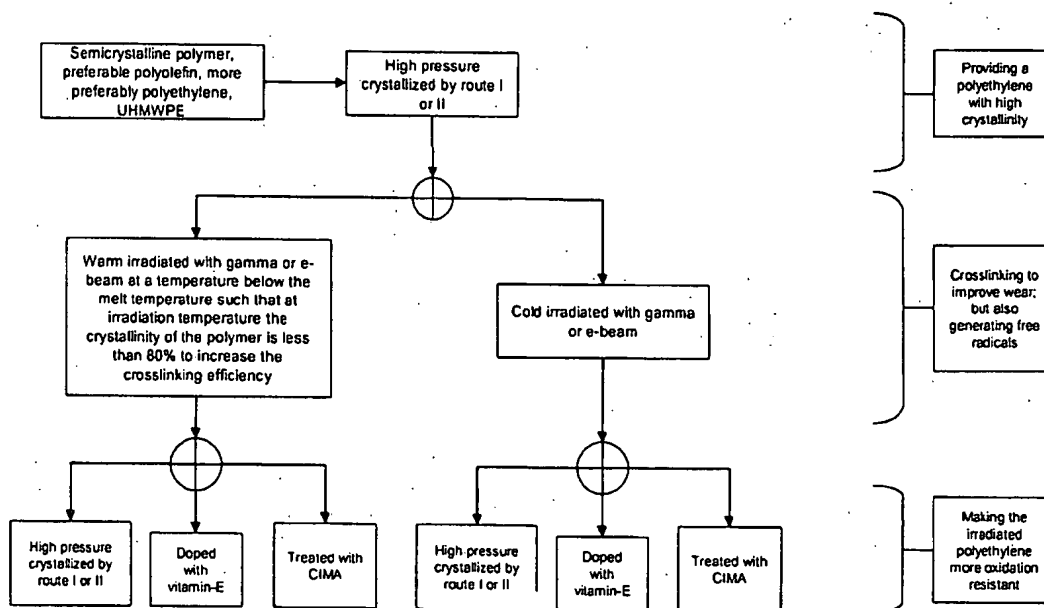 Semicrystalline polymer,
preferable polyolefin, more
preferably polyethylene,
UHMWPE
High pressure
crystallized by route I
or II
Providing a
polyethylene
with high
crystallinity
Warm irradiated with gamma or e-
beam at a temperature below the
melt temperature such that at
irradiation temperature the
crystallinity of the polymer is less
than 80% to increase the
crosslinking efficiency
Cold irradiated with gamma
or e-beam
Crosslinking to
improve wear;
but also
generating free
radicals
High pressure
crystallized by
route I or II
Doped
with
vitamin-E
Treated with
CIMA
High pressure
crystallized by
route I or II
Doped
with
vitamin-E
Treated with
CIMA
Making the
irradiated
polyethylene
more oxidation
resistant